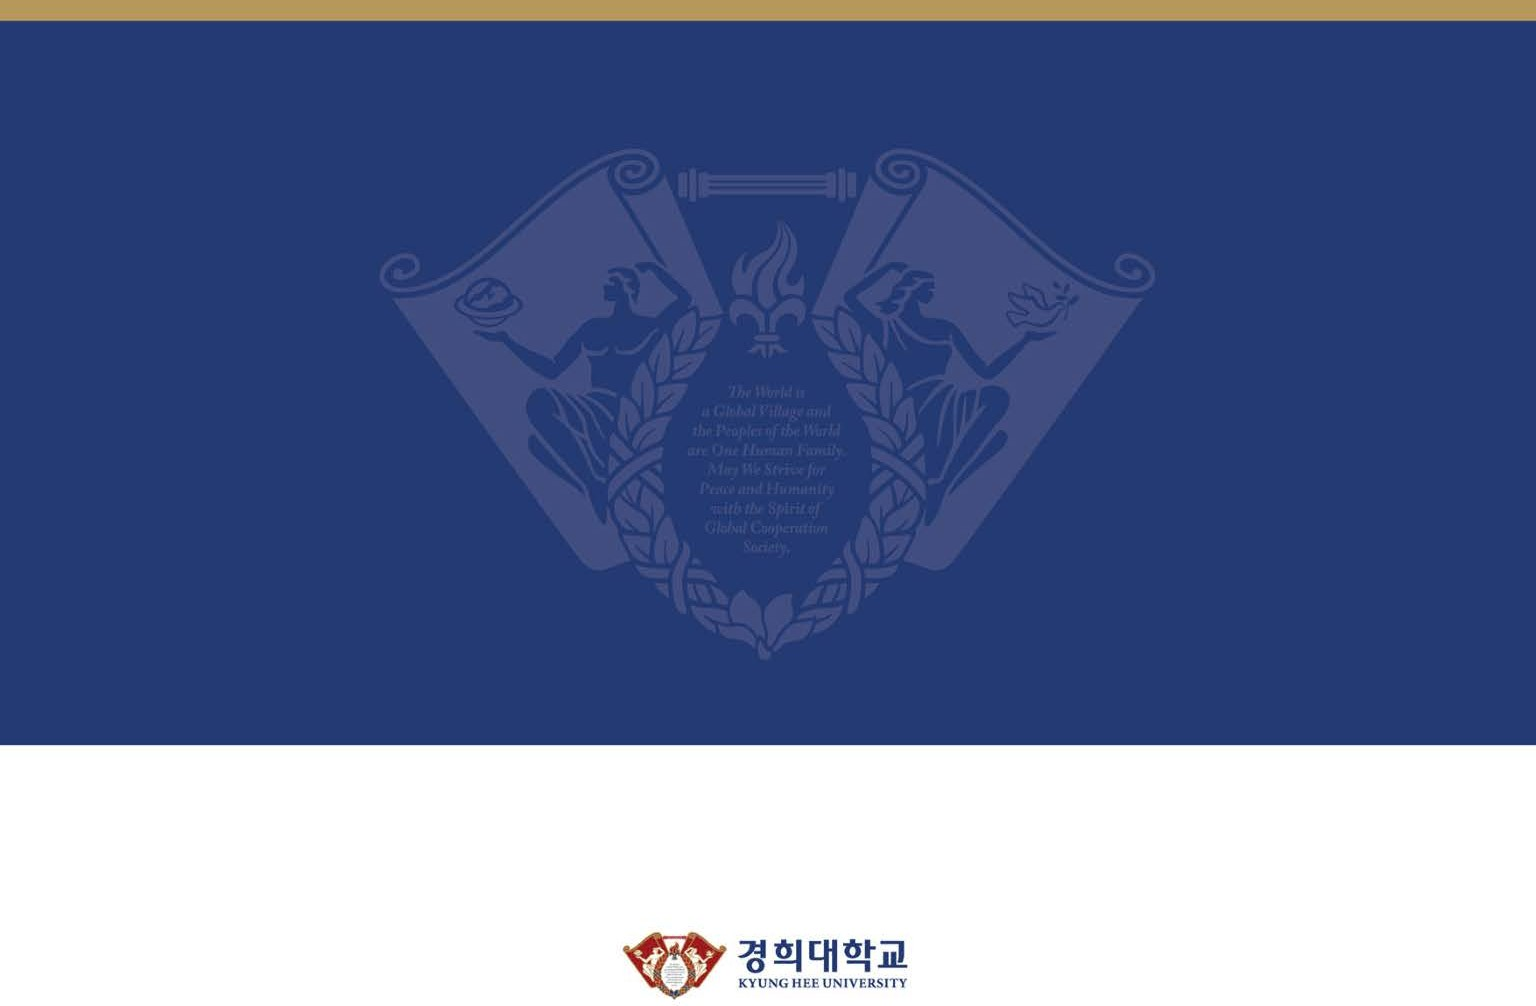 The World is
a Global Village and
the Peoples of the World
are One Human Family.
May We Strive for
Peace and Humanity
with the Spirit of
Global Cooperation
Society.
경희대학교
KYUNG HEE UNIVERSITY